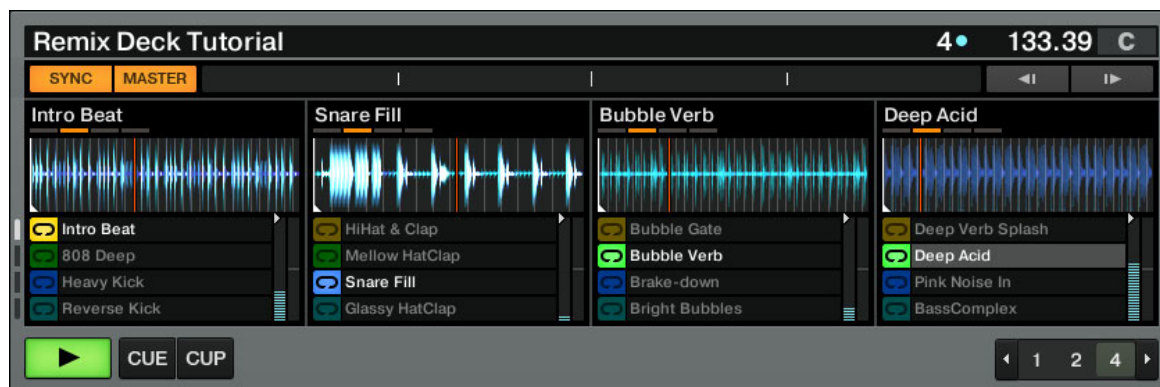 Remix Deck Tutorial 4 133.39 C
SYNC MASTER
Intro Beat Snare Fill Bubble Verb Deep Acid
Intro Beat HiHat & Clap Bubble Gate Deep Verb Splash
808 Deep Mellow HatClap Bubble Verb Deep Acid
Heavy Kick Snare Fill Brake-down Pink Noise In
Reverse Kick Glassy HatClap Bright Bubbles BassComplex
CUE CUP 1 2 4